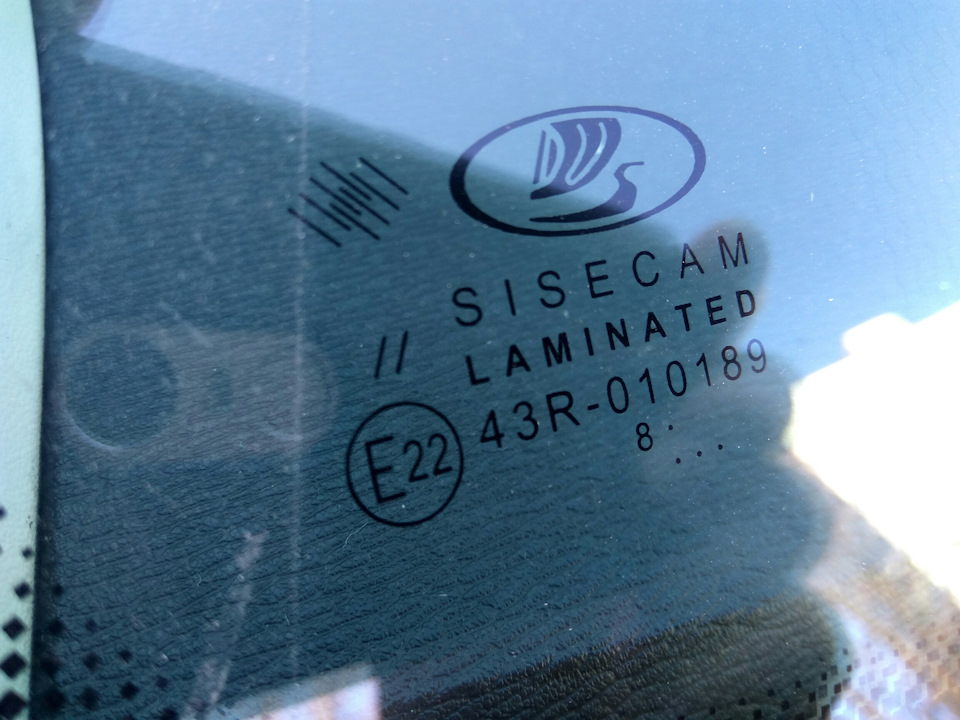 SISECAM
// LAMINATED
E22 43R-010189
8 . . . .